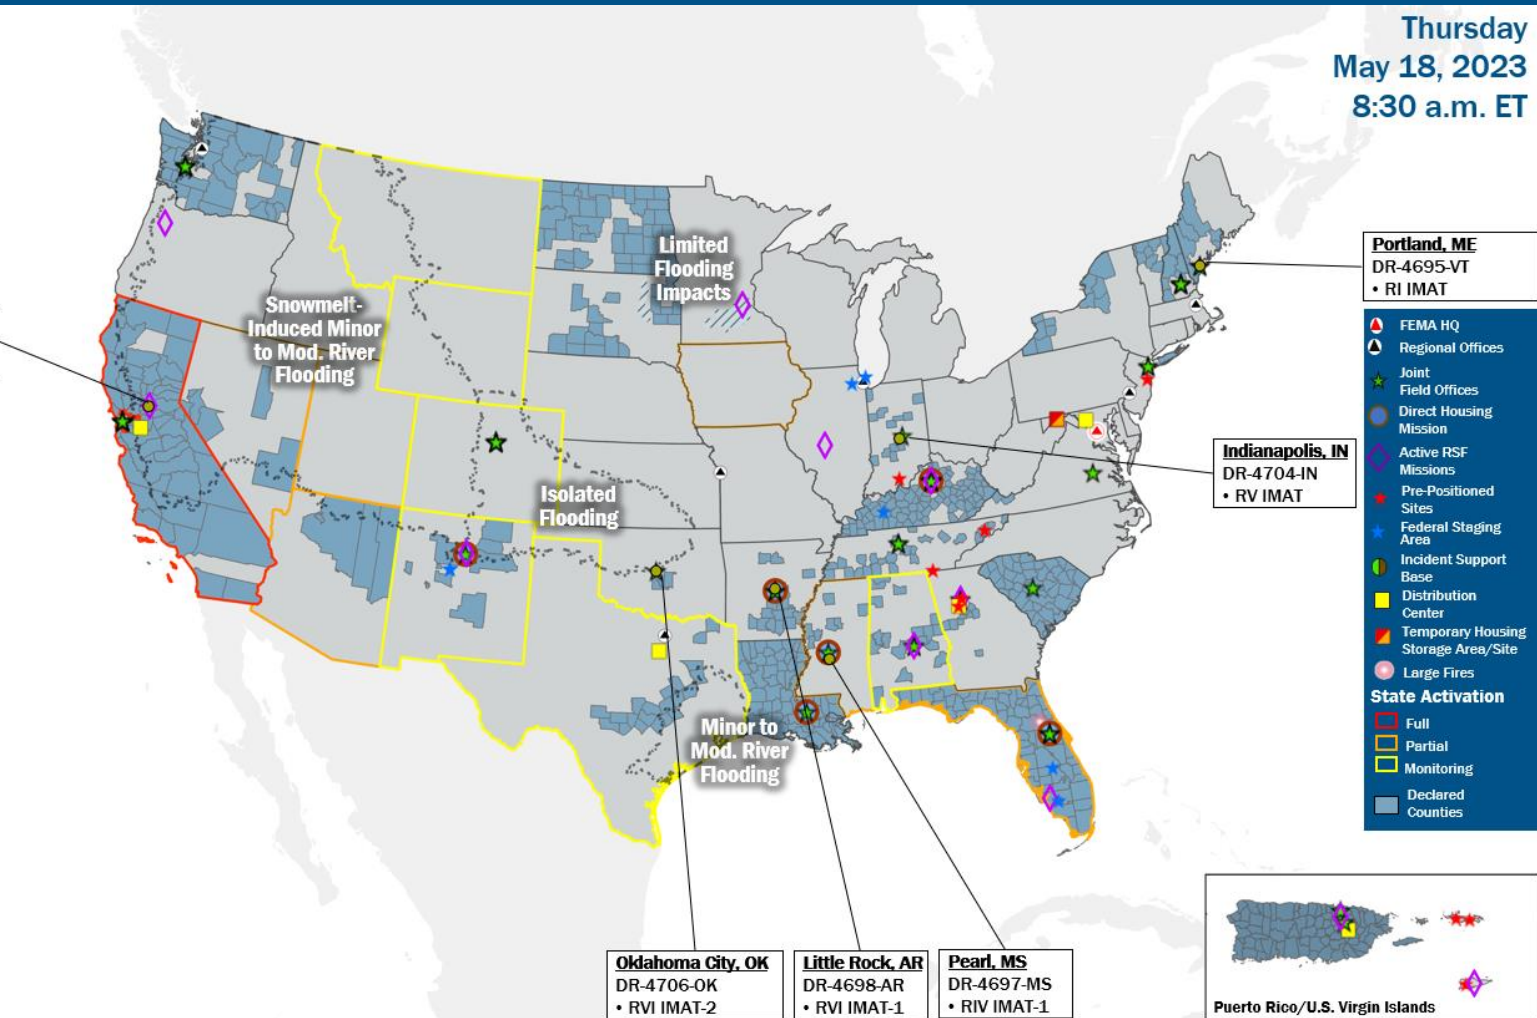 Thursday
May 18, 2023
8:30 a.m. ET
Limited
Flooding
Impacts
Snowmelt-
Induced Minor
to Mod. River
Flooding
Isolated
Flooding
Minor to
Mod. River
Flooding
Portland, ME
DR-4695-VT
• RI IMAT
Indianapolis, IN
DR-4704-IN
• RV IMAT
Oklahoma City, OK
DR-4706-OK
• RVI IMAT-2
Little Rock, AR
DR-4698-AR
• RVI IMAT-1
Pearl, MS
DR-4697-MS
• RIV IMAT-1
FEMA HQ
Regional Offices
Joint
Field Offices
Direct Housing
Mission
Active RSF
Missions
Pre-Positioned
Sites
Federal Staging
Area
Incident Support
Base
Distribution
Center
Temporary Housing
Storage Area/Site
Large Fires
State Activation
Full
Partial
Monitoring
Declared
Counties
Puerto Rico/U.S. Virgin Islands